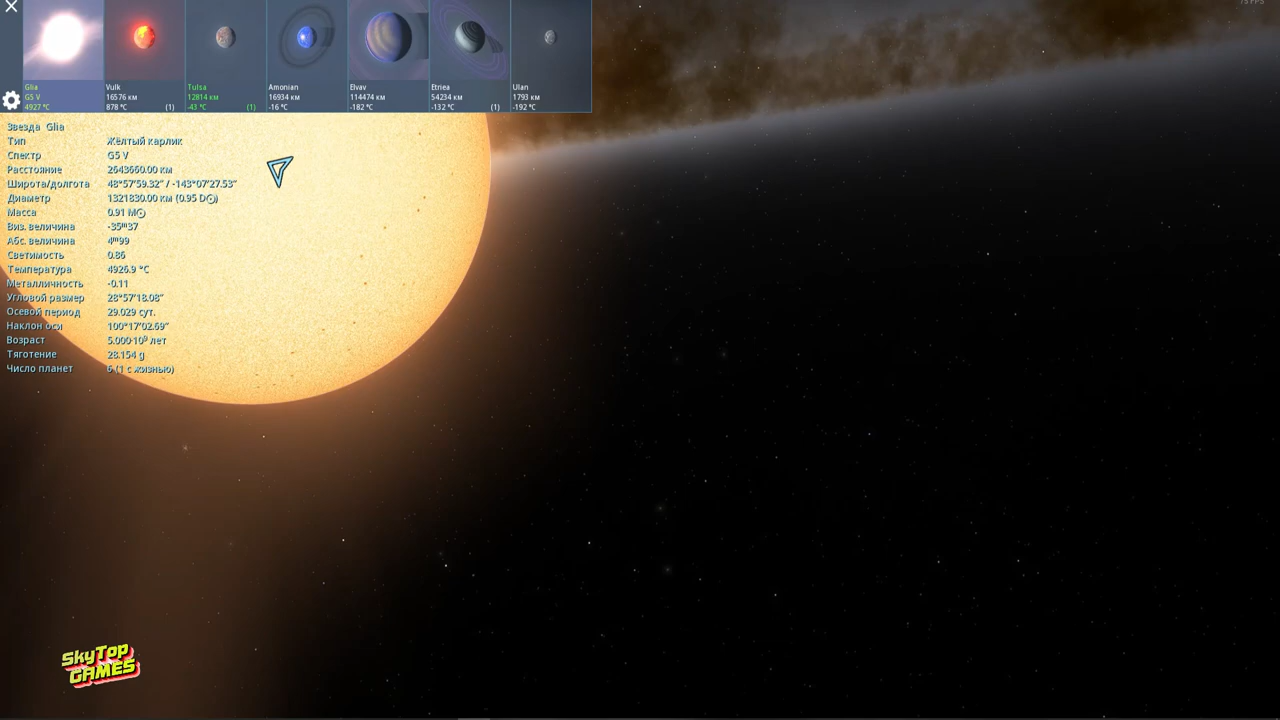 75 FPS
Glia
G5 V
4927 °C
Vulk
16576 км
878 °C (1)
Tulsa
12814 км
-43 °C (1)
Amonian
16934 км
-16 °C
Elvav
114474 км
-182 °C
Etriea
54234 км
-132 °C (1)
Ulan
1793 км
-192 °C
Звезда Glia
Тип Жёлтый карлик
Спектр G5 V
Расстояние 2643660.00 км
Широта/долгота 48°57'59.32" / -143°07'27.53"
Диаметр 1321830.00 км (0.95 D☉)
Масса 0.91 M☉
Виз. величина -35ᵐ37
Абс. величина 4ᵐ99
Светимость 0.86
Температура 4926.9 °C
Металличность -0.11
Угловой размер 28°57'18.08"
Осевой период 29.029 сут.
Наклон оси 100°17'02.69"
Возраст 5.000·10⁹ лет
Тяготение 28.154 g
Число планет 6 (1 с жизнью)
SkyTop
GAMES